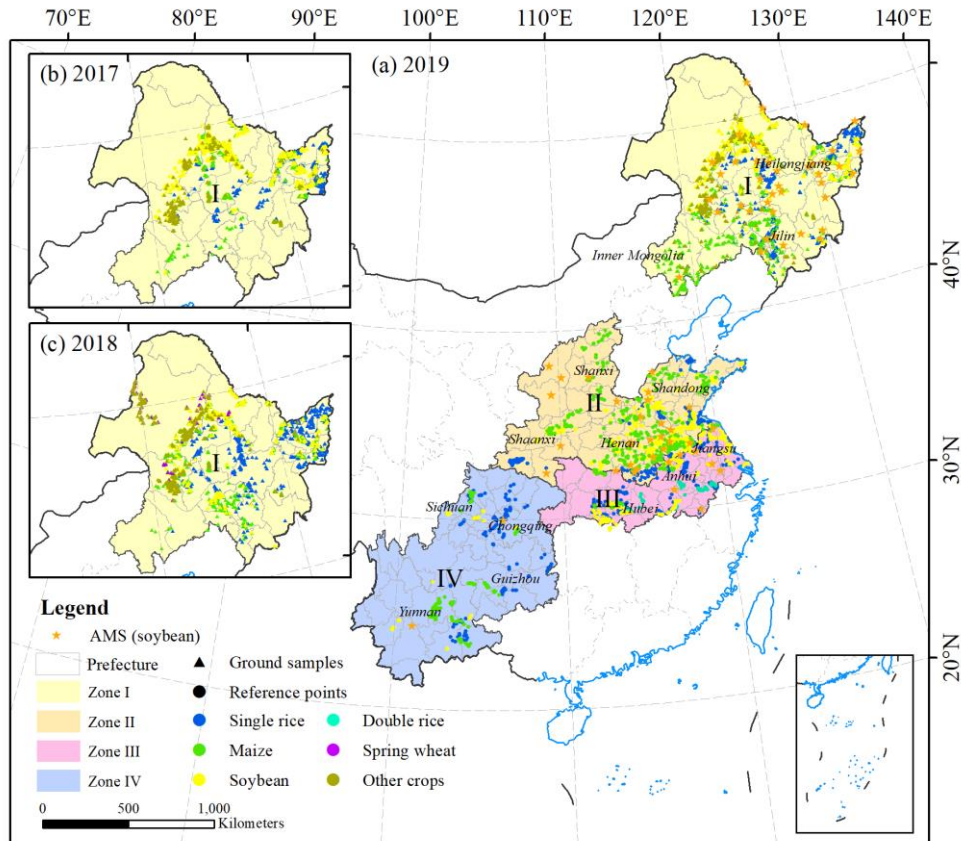 70°E 80°E 90°E 100°E 110°E 120°E 130°E 140°E
(b) 2017
(a) 2019
I
Heilongjiang
I
Jilin
Inner Mongolia
40°N
(c) 2018
I
Shanxi
Shandong
II
Shaanxi
Henan
Jiangsu
30°N
Anhui
III
Hubei
Sichuan
Chongqing
IV
Guizhou
Yunnan
20°N
Legend
AMS (soybean)
Prefecture
Ground samples
Zone I
Reference points
Zone II
Single rice
Double rice
Zone III
Maize
Spring wheat
Zone IV
Soybean
Other crops
0 500 1,000
Kilometers